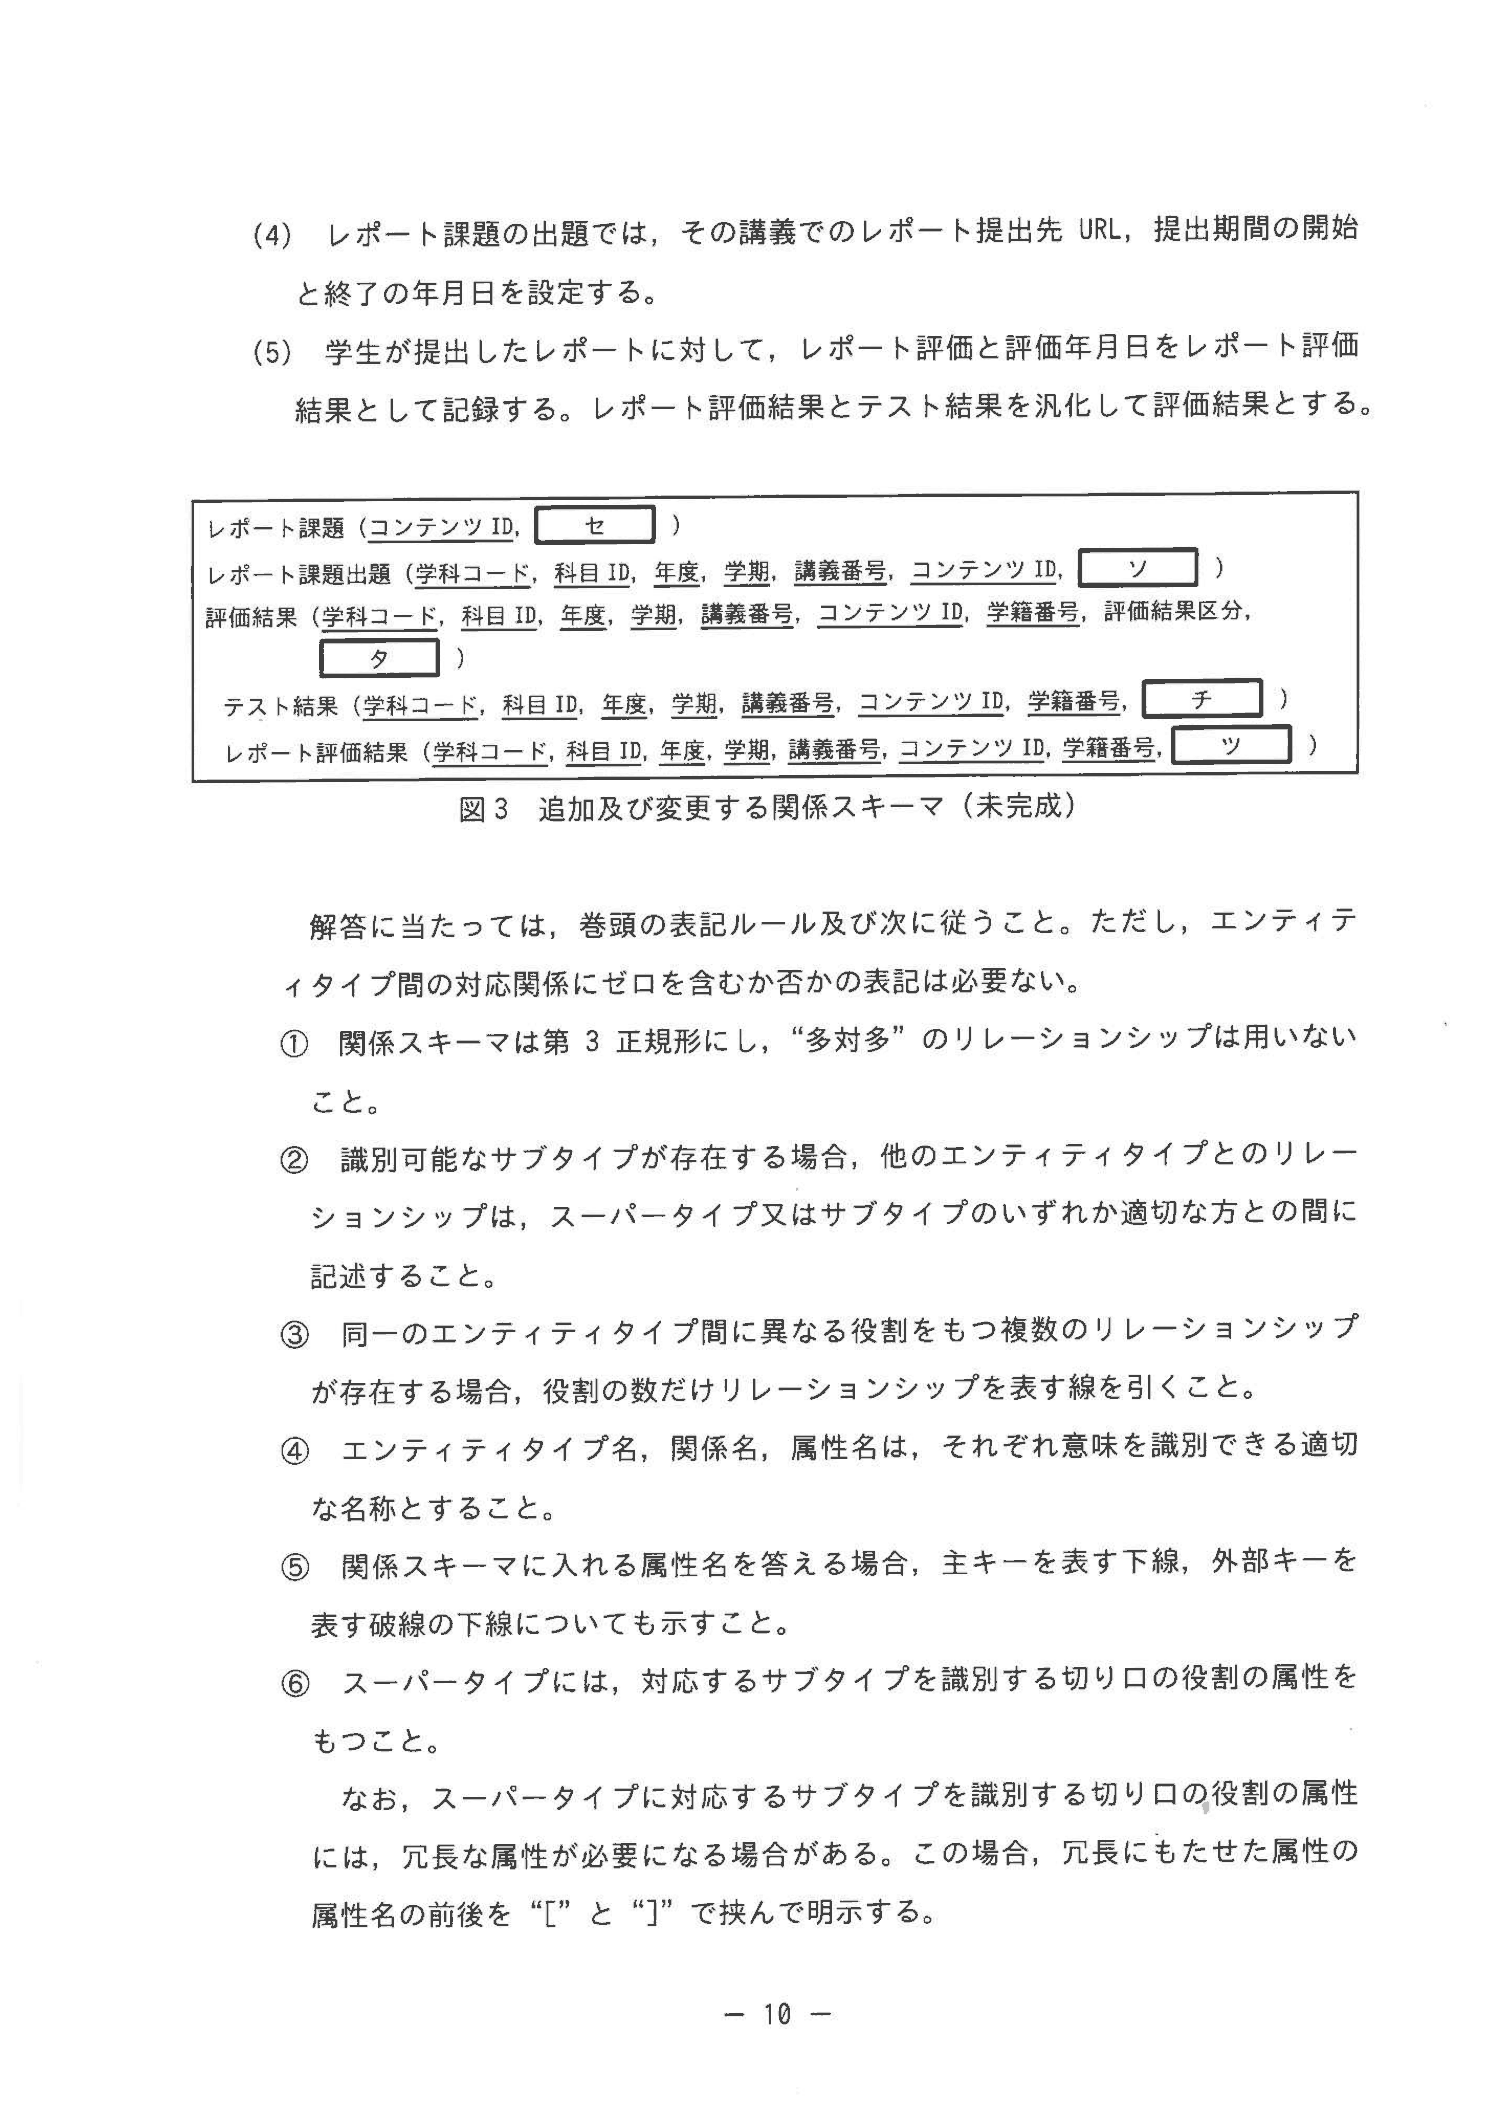 (4) レポート課題の出題では，その講義でのレポート提出先 URL，提出期間の開始
と終了の年月日を設定する。
(5) 学生が提出したレポートに対して，レポート評価と評価年月日をレポート評価
結果として記録する。レポート評価結果とテスト結果を汎化して評価結果とする。
レポート課題（コンテンツ ID, セ ）
レポート課題出題（学科コード, 科目 ID, 年度, 学期, 講義番号, コンテンツ ID, ソ ）
評価結果（学科コード, 科目 ID, 年度, 学期, 講義番号, コンテンツ ID, 学籍番号, 評価結果区分,
タ ）
テスト結果（学科コード, 科目 ID, 年度, 学期, 講義番号, コンテンツ ID, 学籍番号, チ ）
レポート評価結果（学科コード, 科目 ID, 年度, 学期, 講義番号, コンテンツ ID, 学籍番号, ツ ）
図3 追加及び変更する関係スキーマ（未完成）
解答に当たっては，巻頭の表記ルール及び次に従うこと。ただし，エンティテ
ィタイプ間の対応関係にゼロを含むか否かの表記は必要ない。
① 関係スキーマは第 3 正規形にし，“多対多”のリレーションシップは用いない
こと。
② 識別可能なサブタイプが存在する場合，他のエンティティタイプとのリレー
ションシップは，スーパータイプ又はサブタイプのいずれか適切な方との間に
記述すること。
③ 同一のエンティティタイプ間に異なる役割をもつ複数のリレーションシップ
が存在する場合，役割の数だけリレーションシップを表す線を引くこと。
④ エンティティタイプ名，関係名，属性名は，それぞれ意味を識別できる適切
な名称とすること。
⑤ 関係スキーマに入れる属性名を答える場合，主キーを表す下線，外部キーを
表す破線の下線についても示すこと。
⑥ スーパータイプには，対応するサブタイプを識別する切り口の役割の属性を
もつこと。
なお，スーパータイプに対応するサブタイプを識別する切り口の役割の属性
には，冗長な属性が必要になる場合がある。この場合，冗長にもたせた属性の
属性名の前後を“[”と“]”で挟んで明示する。
－ 10 －